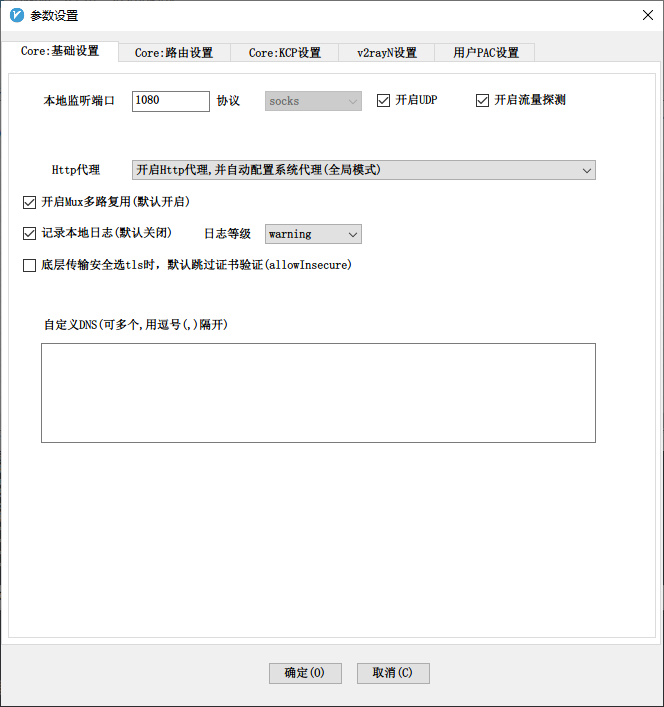 参数设置
Core:基础设置 Core:路由设置 Core:KCP设置 v2rayN设置 用户PAC设置
本地监听端口 1080 协议 socks 开启UDP 开启流量探测
Http代理 开启Http代理,并自动配置系统代理(全局模式)
开启Mux多路复用(默认开启)
记录本地日志(默认关闭) 日志等级 warning
底层传输安全选tls时，默认跳过证书验证(allowInsecure)
自定义DNS(可多个,用逗号(,)隔开)
确定(O) 取消(C)